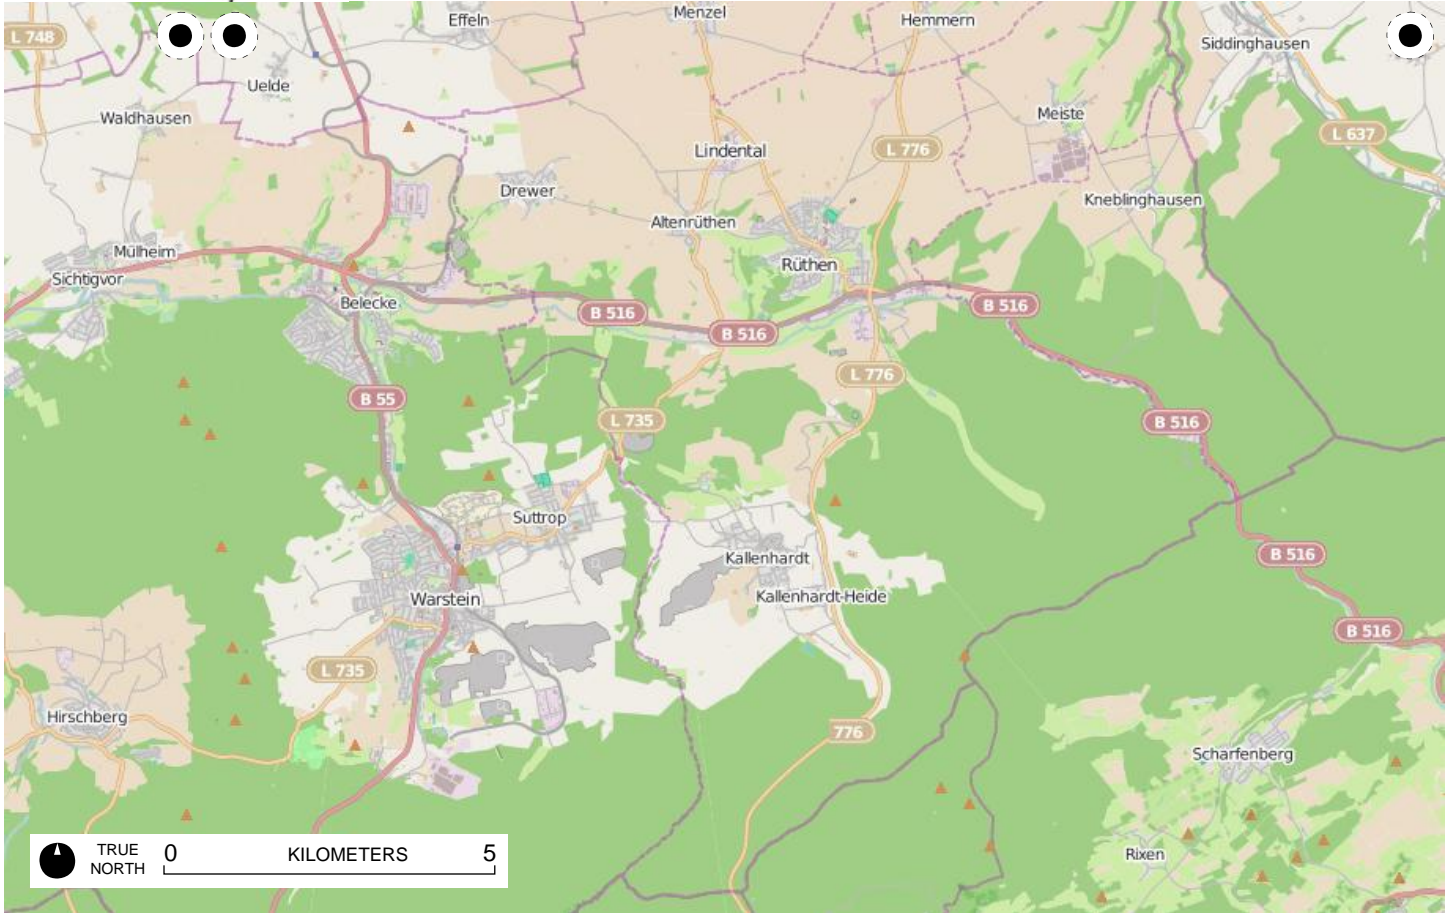 Effeln
Menzel
Hemmern
L 748
Siddinghausen
Uelde
Waldhausen
Meiste
L 637
Lindental
L 776
Drewer
Kneblinghausen
Altenrüthen
Mülheim
Rüthen
Sichtigvor
Belecke
B 516
B 516
B 516
L 776
B 55
L 735
B 516
Suttrop
Kallenhardt
B 516
Warstein
Kallenhardt-Heide
B 516
L 735
Hirschberg
776
Scharfenberg
Rixen
TRUE
NORTH
0 KILOMETERS 5